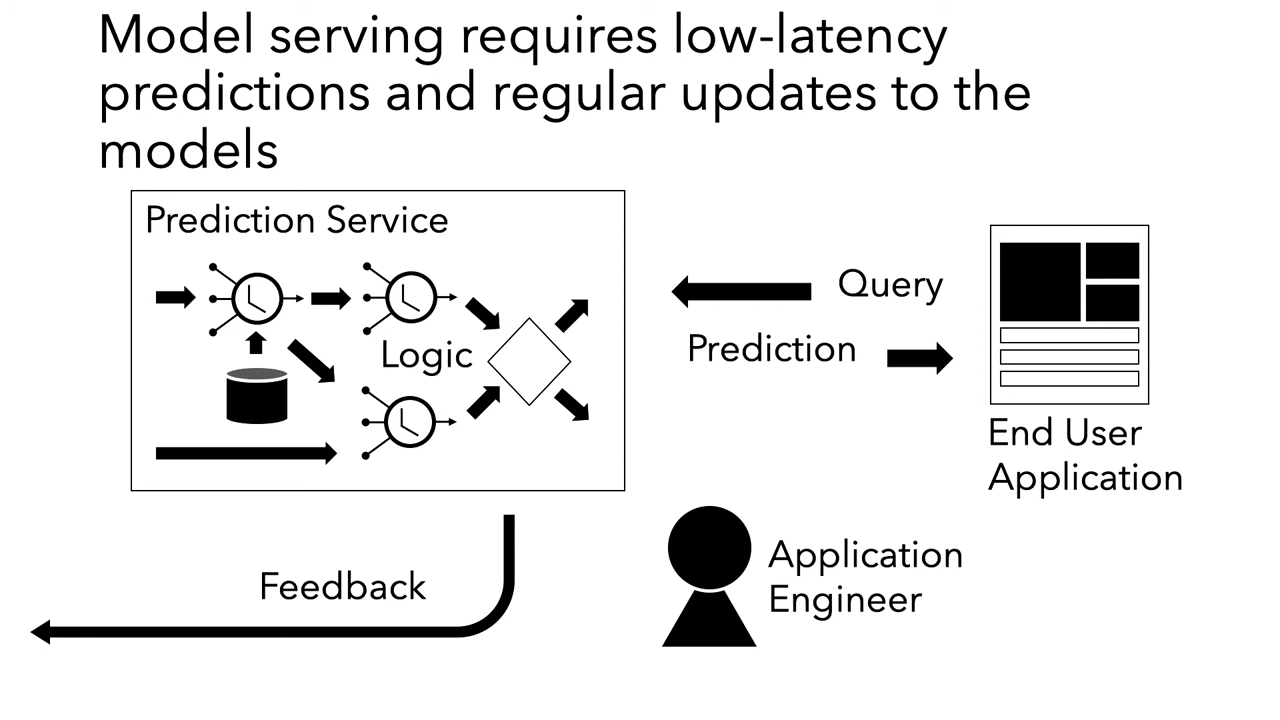 Model serving requires low-latency
predictions and regular updates to the
models
Prediction Service
Logic
Query
Prediction
End User
Application
Feedback
Application
Engineer